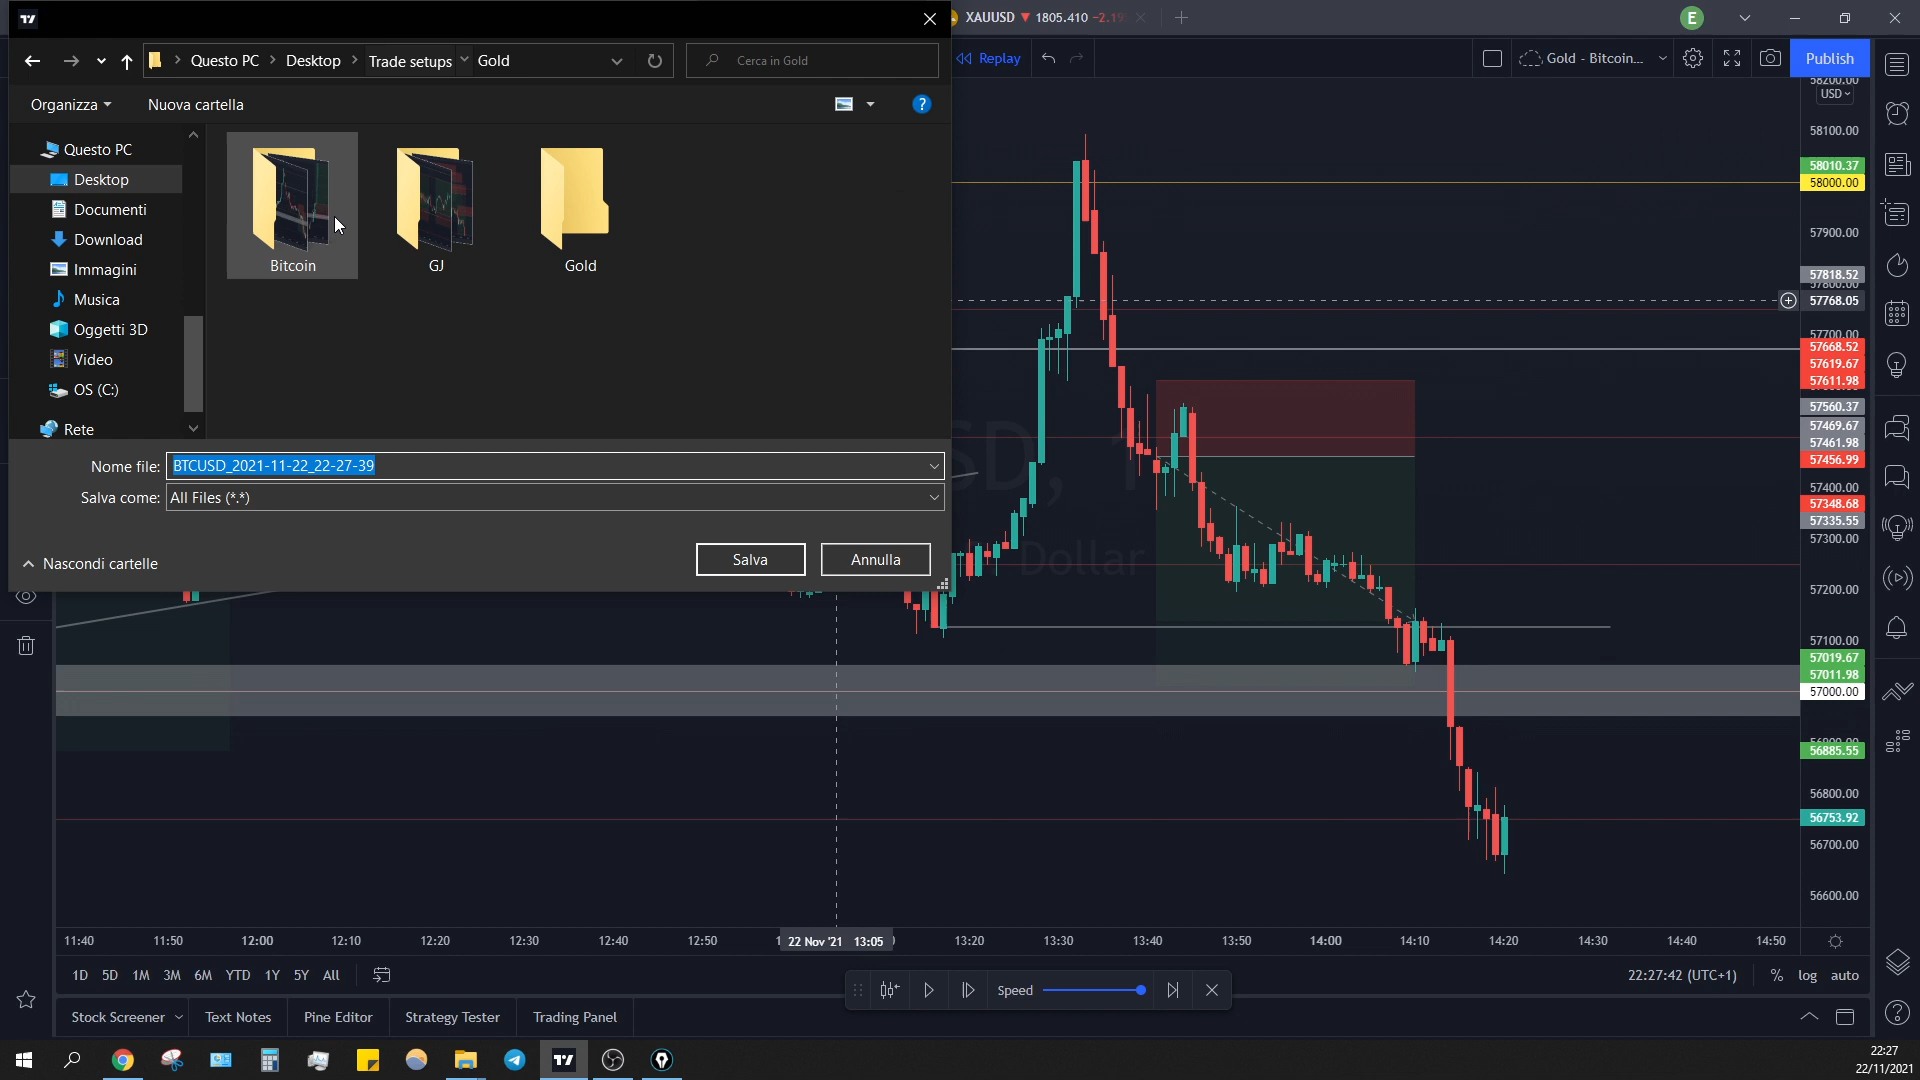 XAUUSD ▼ 1805.410 -2.19
E
Questo PC > Desktop > Trade setups Gold
Cerca in Gold
Replay
Gold - Bitcoin...
Publish
Organizza
Nuova cartella
Questo PC
Desktop
Documenti
Download
Immagini
Musica
Oggetti 3D
Video
OS (C:)
Rete
Bitcoin
GJ
Gold
Nome file: BTCUSD_2021-11-22_22-27-39
Salva come: All Files (*.*)
Nascondi cartelle
Salva
Annulla
Dollar
58200.00
USD
58100.00
58010.37
58000.00
57900.00
57818.52
57800.00
57768.05
57700.00
57668.52
57619.67
57611.98
57560.37
57469.67
57461.98
57456.99
57400.00
57348.68
57335.55
57300.00
57200.00
57100.00
57019.67
57011.98
57000.00
56900.00
56885.55
56800.00
56753.92
56700.00
56600.00
11:40 11:50 12:00 12:10 12:20 12:30 12:40 12:50 22 Nov '21 13:05 13:20 13:30 13:40 13:50 14:00 14:10 14:20 14:30 14:40 14:50
1D 5D 1M 3M 6M YTD 1Y 5Y All
22:27:42 (UTC+1) % log auto
Speed
Stock Screener
Text Notes
Pine Editor
Strategy Tester
Trading Panel
22:27
22/11/2021